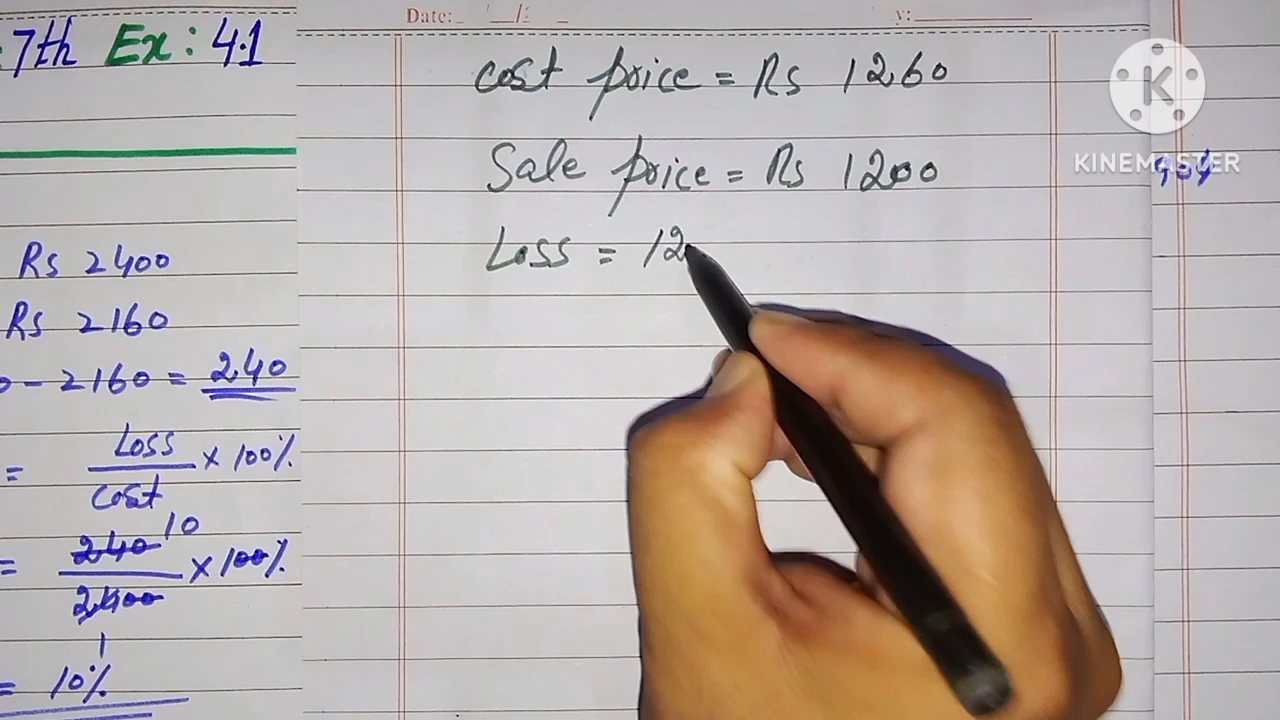 7th Ex: 4.1
Rs 2400
Rs 2160
0 - 2160 = 240
= Loss / cost × 100%
= 240 10 / 2400 1 × 100%
= 10%
Date:
y:
cost price = Rs 1260
Sale price = Rs 1200
Loss = 12
K
KINEMASTER